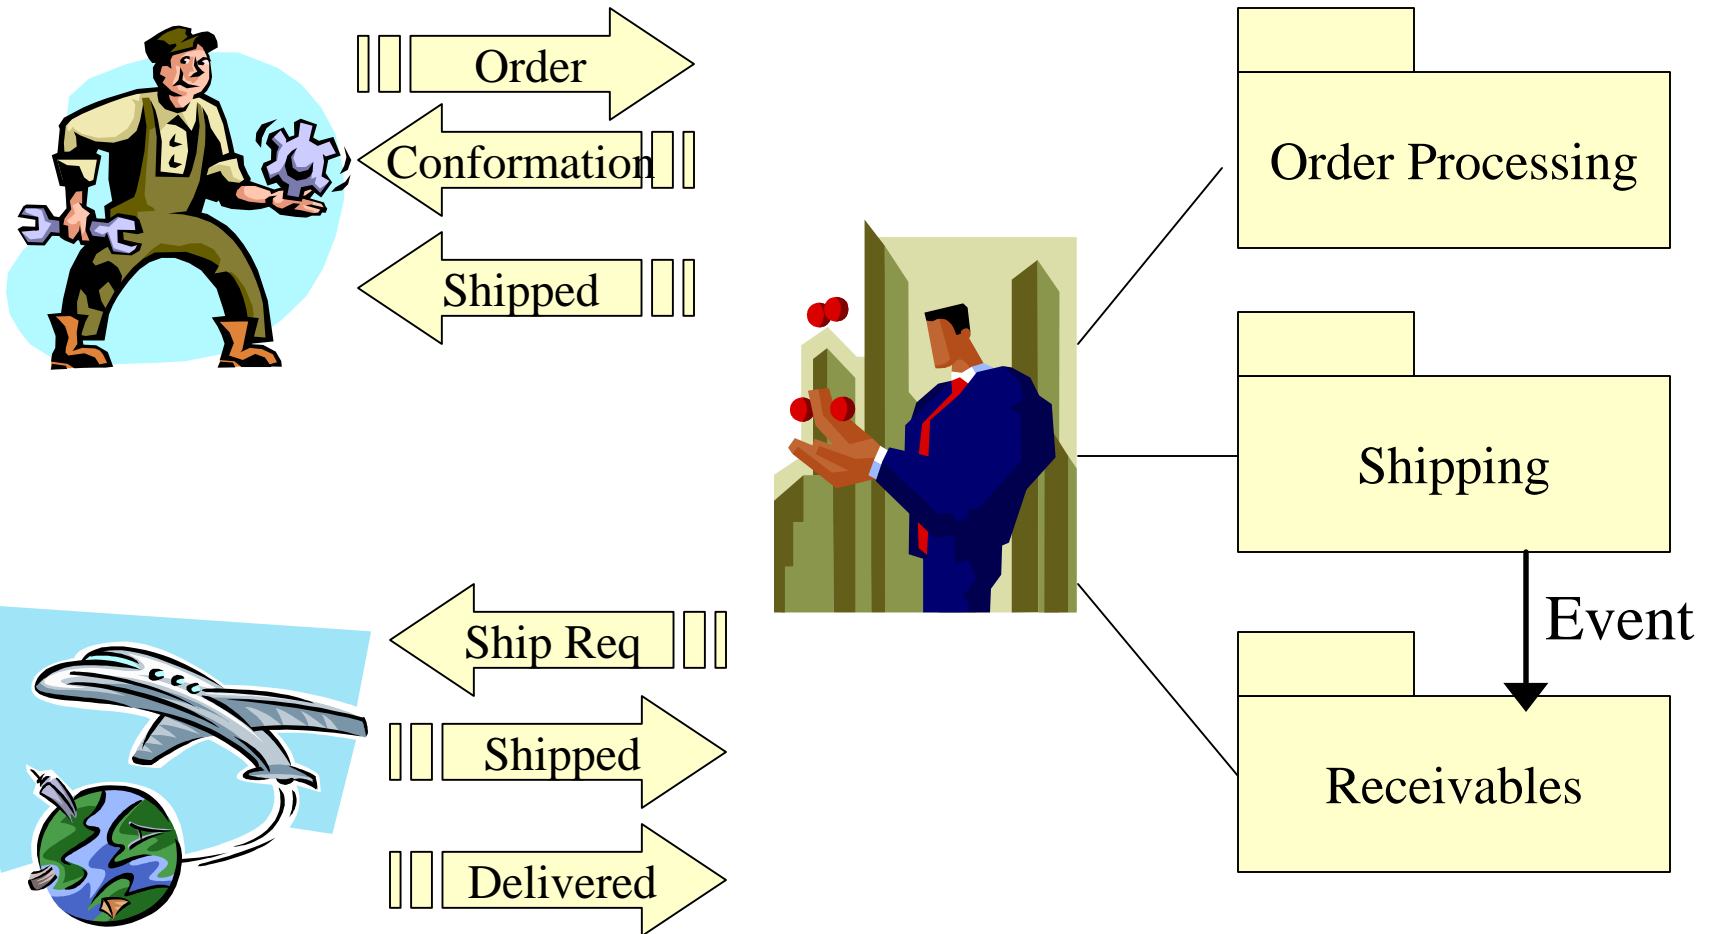 Order
Conformation
Shipped
Ship Req
Shipped
Delivered
Order Processing
Shipping
Event
Receivables